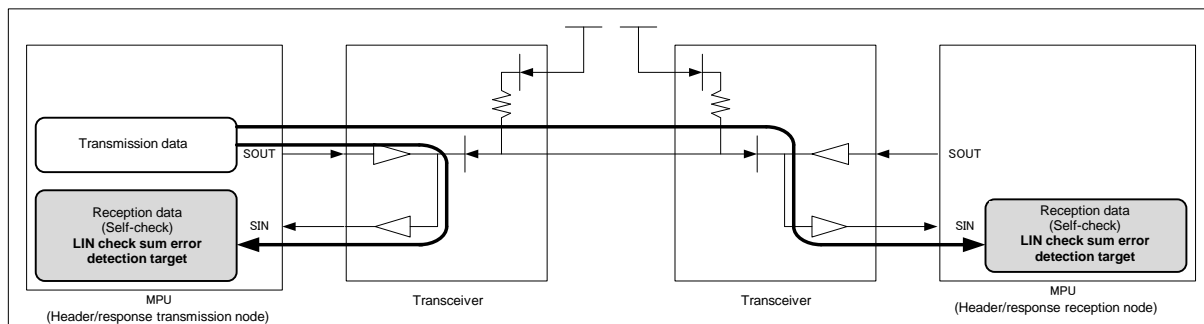 Transmission data
SOUT
Reception data
(Self-check)
LIN check sum error
detection target
SIN
MPU
(Header/response transmission node)
Transceiver
Transceiver
SOUT
SIN
Reception data
(Self-check)
LIN check sum error
detection target
MPU
(Header/response reception node)